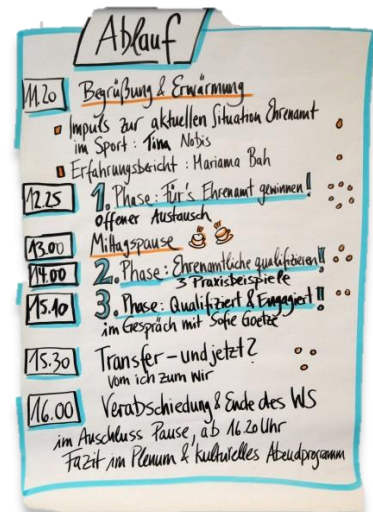 Ablauf
11.20 Begrüßung & Erwärmung
Impuls zur aktuellen Situation Ehrenamt
im Sport : Tina Nobis
Erfahrungsbericht : Mariama Bah
12.25 1. Phase : Für's Ehrenamt gewinnen!
offener Austausch
13.00 Mittagspause
14.00 2. Phase : Ehrenamtliche qualifizieren!!
3 Praxisbeispiele
15.10 3. Phase : Qualifiziert & Engagiert!!
im Gespräch mit Sofie Goetze
15.30 Transfer – und jetzt?
vom ich zum wir
16.00 Verabschiedung & Ende des WS
im Anschluss Pause, ab 16.20 Uhr
Fazit im Plenum & kulturelles Abendprogramm